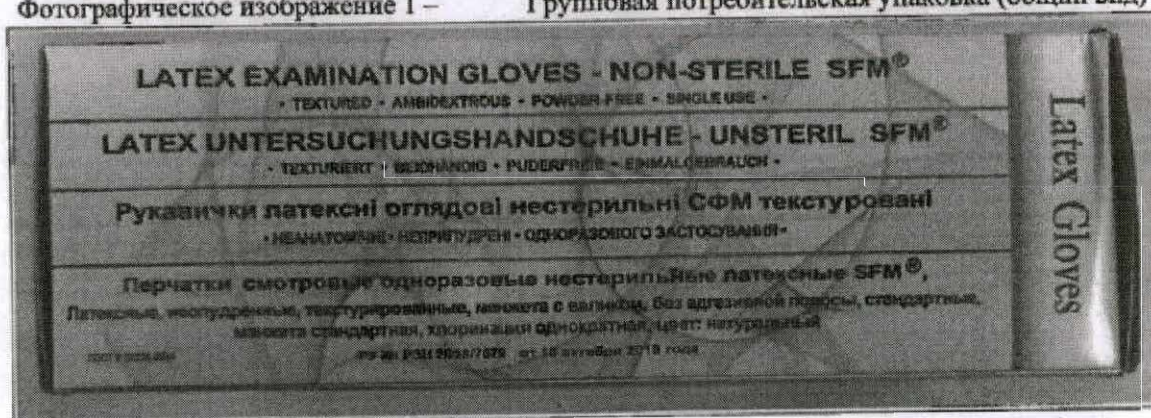 Фотографическое изображение 1 – Групповая потребительская упаковка (общий вид)
LATEX EXAMINATION GLOVES - NON-STERILE SFM®
• TEXTURED • AMBIDEXTROUS • POWDER-FREE • SINGLE USE •
LATEX UNTERSUCHUNGSHANDSCHUHE - UNSTERIL SFM®
• TEXTURIERT • BEIDHÄNDIG • PUDERFREIE • EINMALGEBRAUCH •
Рукавички латексні оглядові нестерильні СФМ текстуровані
• НЕАНАТОМІЧНІ • НЕПРИПУДРЕНІ • ОДНОРАЗОВОГО ЗАСТОСУВАННЯ •
Перчатки смотровые одноразовые нестерильные латексные SFM®,
Латексные, неопудренные, текстурированные, манжета с валиком, без адгезивной полосы, стандартные,
манжета стандартная, хлоринация однократная, цвет: натуральный
от 10 октября 2018 года
Latex Gloves